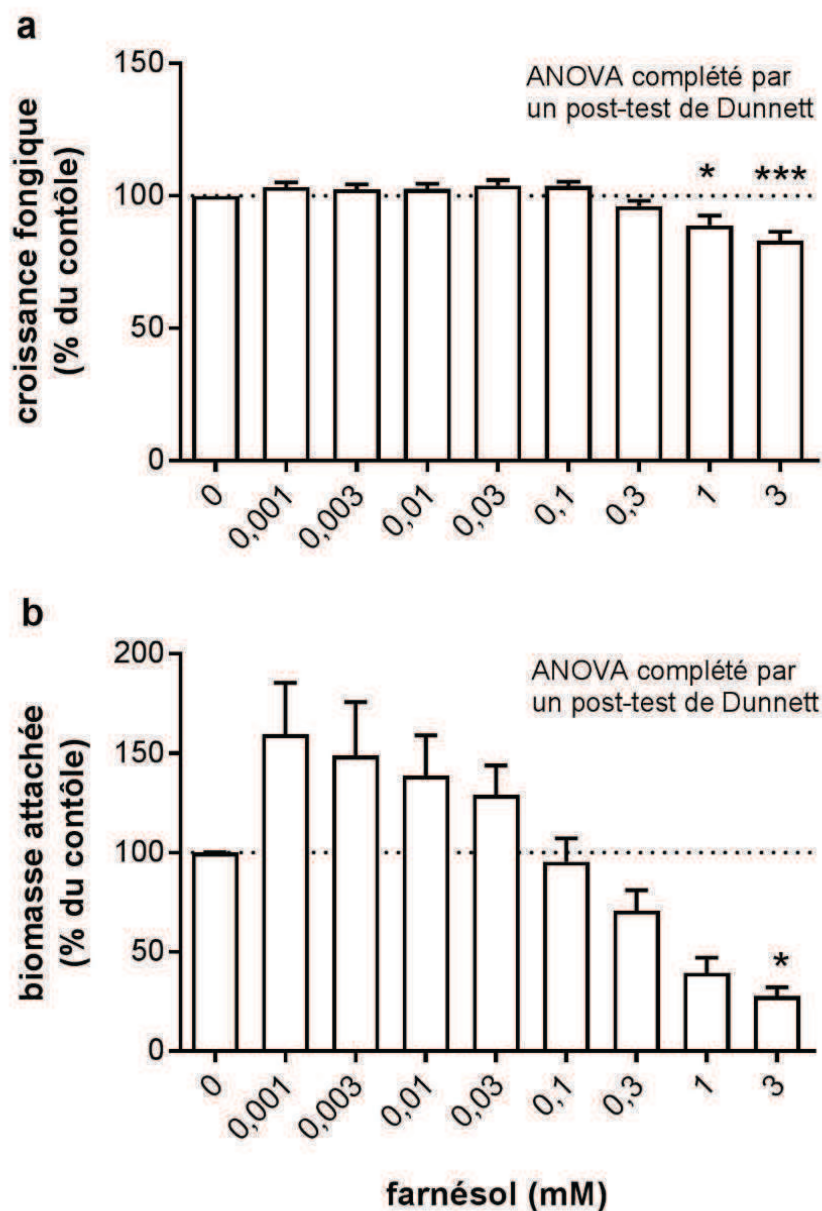 a
ANOVA complété par
un post-test de Dunnett
croissance fongique
(% du contôle)
150
100
50
0
* ***
0 0,001 0,003 0,01 0,03 0,1 0,3 1 3
b
ANOVA complété par
un post-test de Dunnett
biomasse attachée
(% du contôle)
200
150
100
50
0
*
0 0,001 0,003 0,01 0,03 0,1 0,3 1 3
farnésol (mM)